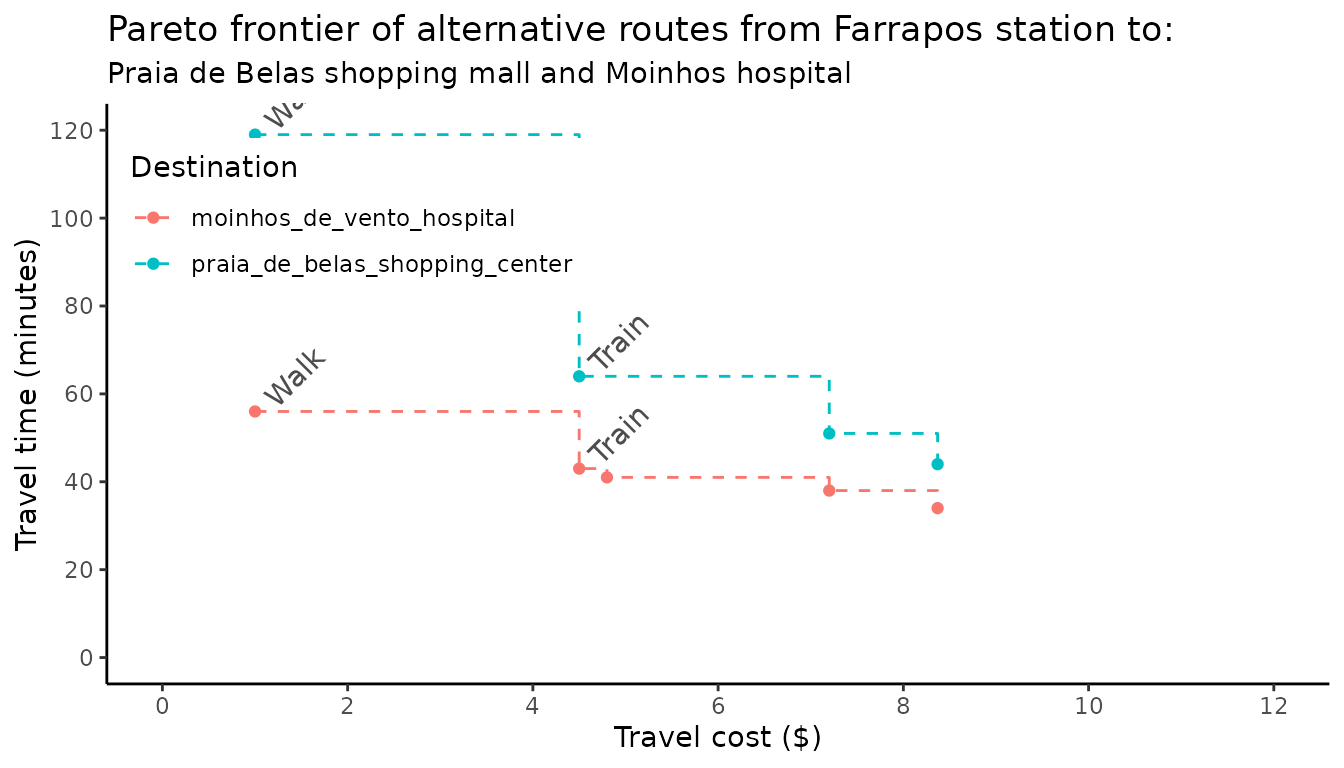 Pareto frontier of alternative routes from Farrapos station to:
Praia de Belas shopping mall and Moinhos hospital
120
100
80
60
40
20
0
Travel time (minutes)
Destination
moinhos_de_vento_hospital
praia_de_belas_shopping_center
Train
Walk
Train
0 2 4 6 8 10 12
Travel cost ($)